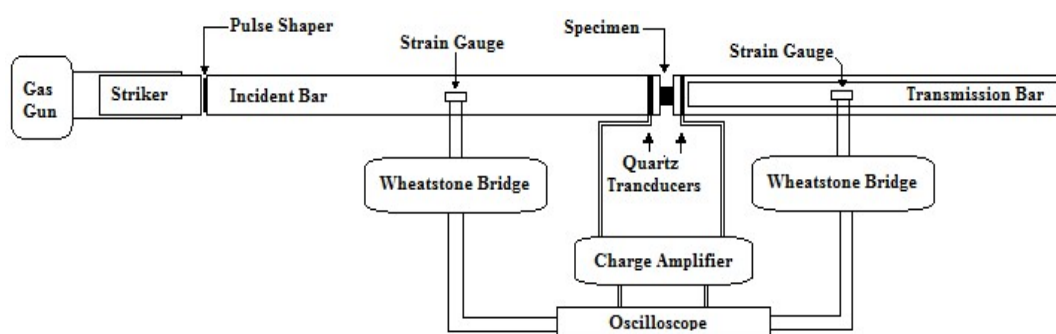 Pulse Shaper
Strain Gauge
Specimen
Strain Gauge
Gas
Gun
Striker
Incident Bar
Transmission Bar
Quartz
Trancducers
Wheatstone Bridge
Wheatstone Bridge
Charge Amplifier
Oscilloscope